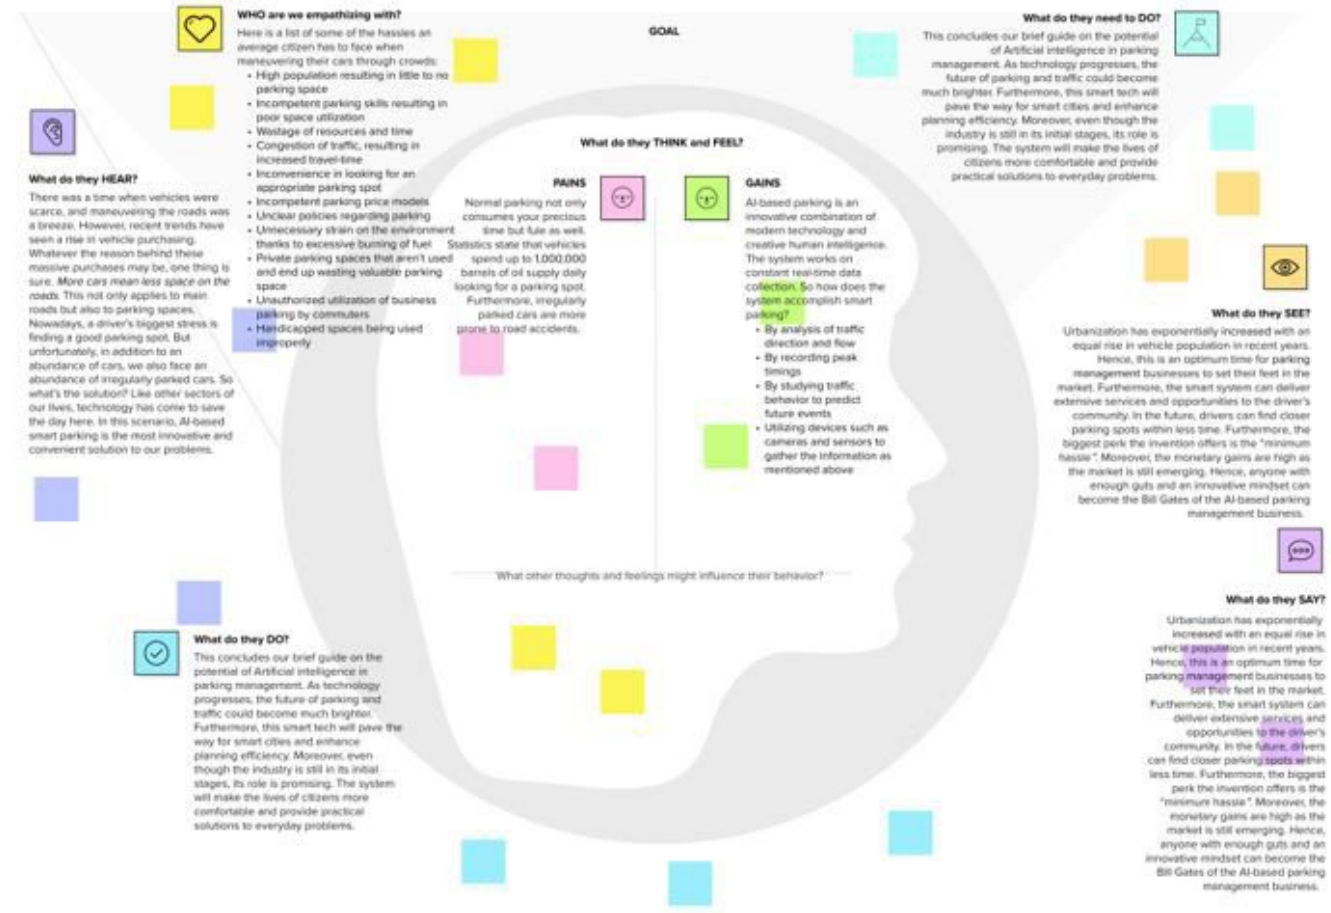 WHO are we empathizing with?
Here is a list of some of the hassles an
average citizen has to face when
maneuvering their cars through crowds:
• High population resulting in little to no
parking space
• Incompetent parking skills resulting in
poor space utilization
• Wastage of resources and time
• Congestion of traffic, resulting in
increased travel-time
• Inconvenience in looking for an
appropriate parking spot
• Incompetent parking price models
• Unclear policies regarding parking
• Unnecessary strain on the environment
thanks to excessive burning of fuel
• Private parking spaces that aren't used
and end up wasting valuable parking
space
• Unauthorized utilization of business
parking by commuters
• Handicapped spaces being used
improperly
GOAL
What do they need to DO?
This concludes our brief guide on the potential
of Artificial intelligence in parking
management. As technology progresses, the
future of parking and traffic could become
much brighter. Furthermore, this smart tech will
pave the way for smart cities and enhance
planning efficiency. Moreover, even though the
industry is still in its initial stages, its role is
promising. The system will make the lives of
citizens more comfortable and provide
practical solutions to everyday problems.
What do they HEAR?
There was a time when vehicles were
scarce, and maneuvering the roads was
a breeze. However, recent trends have
seen a rise in vehicle purchasing.
Whatever the reason behind these
massive purchases may be, one thing is
sure. More cars mean less space on the
roads. This not only applies to main
roads but also to parking spaces.
Nowadays, a driver's biggest stress is
finding a good parking spot. But
unfortunately, in addition to an
abundance of cars, we also face an
abundance of irregularly parked cars. So
what's the solution? Like other sectors of
our lives, technology has come to save
the day here. In this scenario, AI-based
smart parking is the most innovative and
convenient solution to our problems.
What do they THINK and FEEL?
PAINS
Normal parking not only
consumes your precious
time but fule as well.
Statistics state that vehicles
spend up to 1,000,000
barrels of oil supply daily
looking for a parking spot.
Furthermore, irregularly
parked cars are more
prone to road accidents.
GAINS
AI-based parking is an
innovative combination of
modern technology and
creative human intelligence.
The system works on
constant real-time data
collection. So how does the
system accomplish smart
parking?
• By analysis of traffic
direction and flow
• By recording peak
timings
• By studying traffic
behavior to predict
future events
• Utilizing devices such as
cameras and sensors to
gather the information as
mentioned above
What do they SEE?
Urbanization has exponentially increased with an
equal rise in vehicle population in recent years.
Hence, this is an optimum time for parking
management businesses to set their feet in the
market. Furthermore, the smart system can deliver
extensive services and opportunities to the driver's
community. In the future, drivers can find closer
parking spots within less time. Furthermore, the
biggest perk the invention offers is the "minimum
hassle". Moreover, the monetary gains are high as
the market is still emerging. Hence, anyone with
enough guts and an innovative mindset can
become the Bill Gates of the AI-based parking
management business.
What other thoughts and feelings might influence their behavior?
What do they DO?
This concludes our brief guide on the
potential of Artificial intelligence in
parking management. As technology
progresses, the future of parking and
traffic could become much brighter.
Furthermore, this smart tech will pave the
way for smart cities and enhance
planning efficiency. Moreover, even
though the industry is still in its initial
stages, its role is promising. The system
will make the lives of citizens more
comfortable and provide practical
solutions to everyday problems.
What do they SAY?
Urbanization has exponentially
increased with an equal rise in
vehicle population in recent years.
Hence, this is an optimum time for
parking management businesses to
set their feet in the market.
Furthermore, the smart system can
deliver extensive services and
opportunities to the driver's
community. In the future, drivers
can find closer parking spots within
less time. Furthermore, the biggest
perk the invention offers is the
"minimum hassle". Moreover, the
monetary gains are high as the
market is still emerging. Hence,
anyone with enough guts and an
innovative mindset can become the
Bill Gates of the AI-based parking
management business.